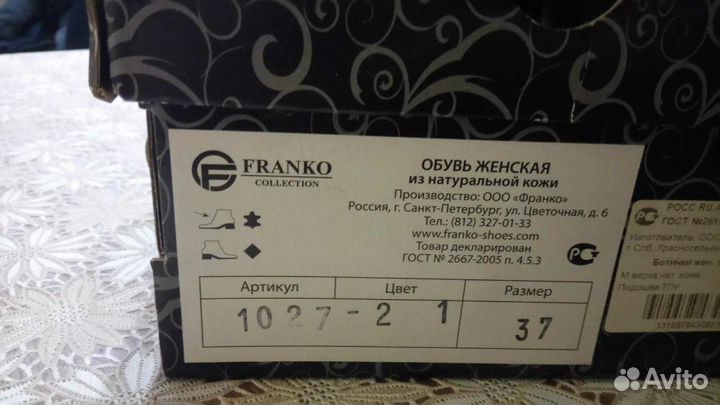 FRANKO
COLLECTION
ОБУВЬ ЖЕНСКАЯ
из натуральной кожи
Производство: ООО «Франко»
Россия, г. Санкт-Петербург, ул. Цветочная, д. 6
Тел.: (812) 327-01-33
www.franko-shoes.com
Товар декларирован
ГОСТ № 2667-2005 п. 4.5.3
Артикул Цвет Размер
1027-2 1 37
РОСС RU.
ГОСТ №
Изготовитель ООО
г Спб, 
Ботинки жен.
М верха нат. кожа
Подошва ТПУ
Avito